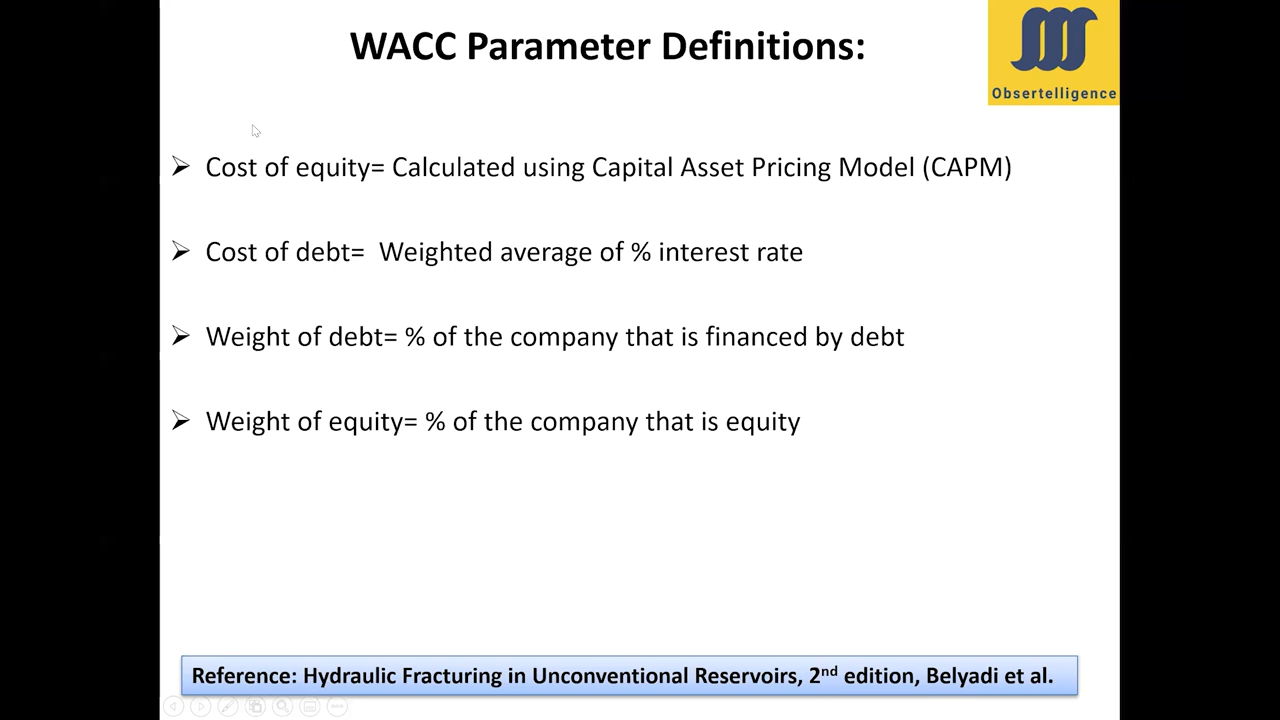 WACC Parameter Definitions:
Obsertelligence
➢ Cost of equity= Calculated using Capital Asset Pricing Model (CAPM)
➢ Cost of debt= Weighted average of % interest rate
➢ Weight of debt= % of the company that is financed by debt
➢ Weight of equity= % of the company that is equity
Reference: Hydraulic Fracturing in Unconventional Reservoirs, 2nd edition, Belyadi et al.